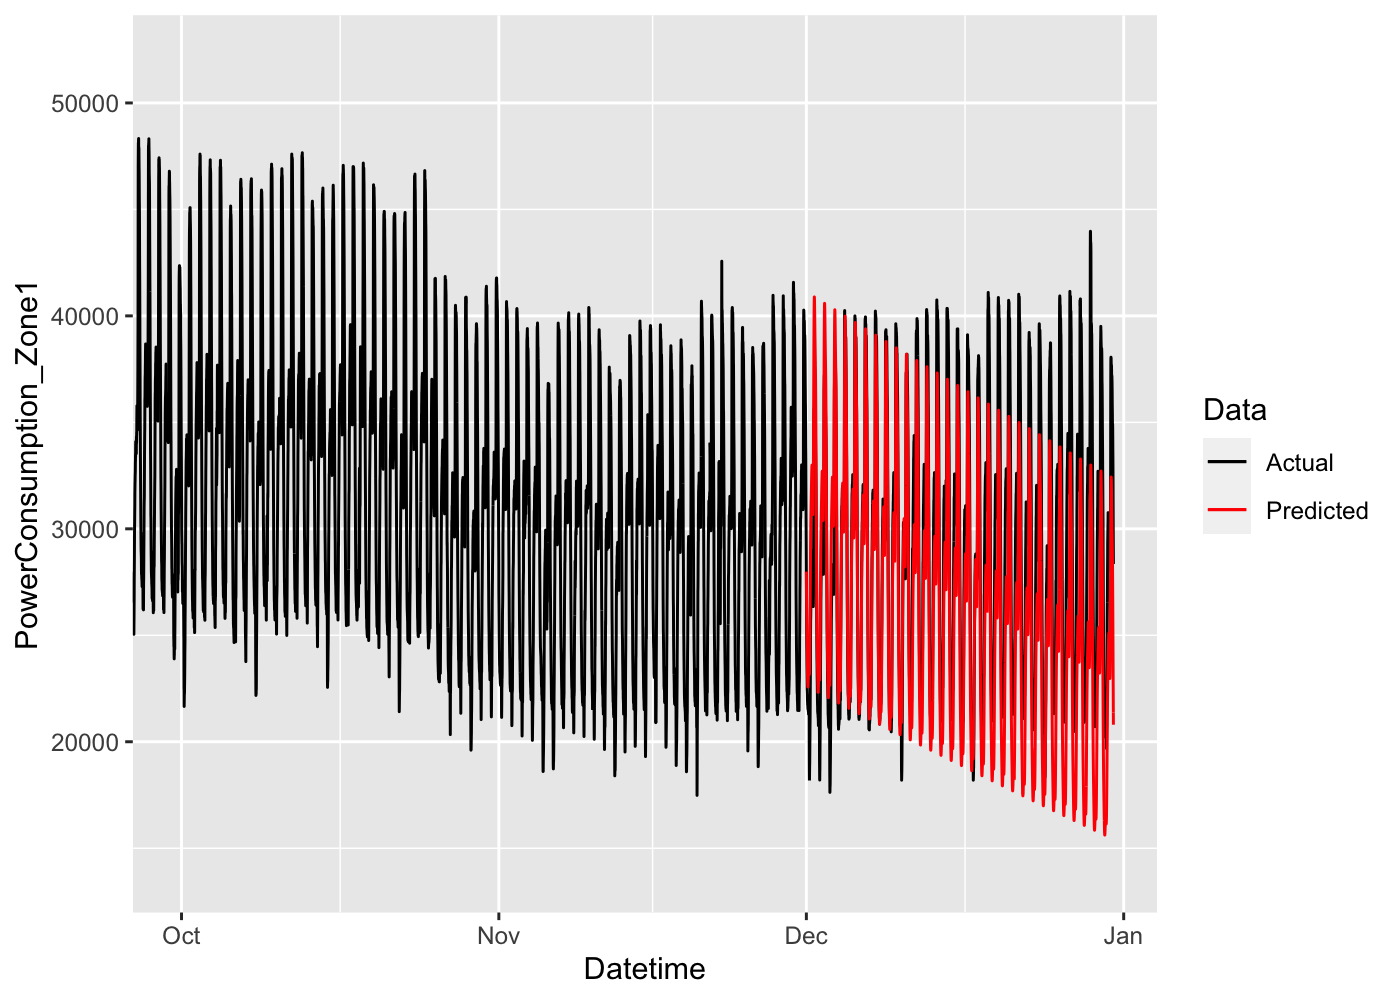 PowerConsumption_Zone1
50000
40000
30000
20000
Oct
Nov
Dec
Jan
Datetime
Data
Actual
Predicted